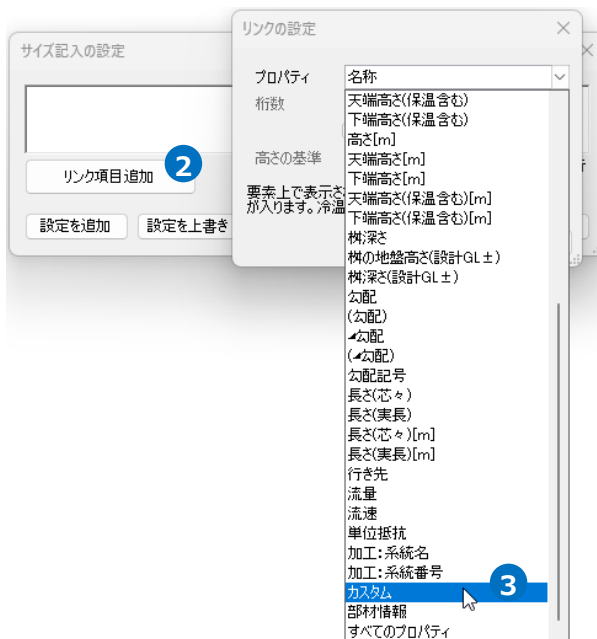 サイズ記入の設定
リンク項目追加
2
設定を追加
設定を上書き
リンクの設定
プロパティ
名称
桁数
高さの基準
要素上で表示さ
が入ります。冷温
天端高さ(保温含む)
下端高さ(保温含む)
高さ[m]
天端高さ[m]
下端高さ[m]
天端高さ(保温含む)[m]
下端高さ(保温含む)[m]
桝深さ
桝の地盤高さ(設計GL±)
桝深さ(設計GL±)
勾配
(勾配)
◢勾配
(◢勾配)
勾配記号
長さ(芯々)
長さ(実長)
長さ(芯々)[m]
長さ(実長)[m]
行き先
流量
流速
単位抵抗
加工:系統名
加工:系統番号
カスタム
3
部材情報
すべてのプロパティ